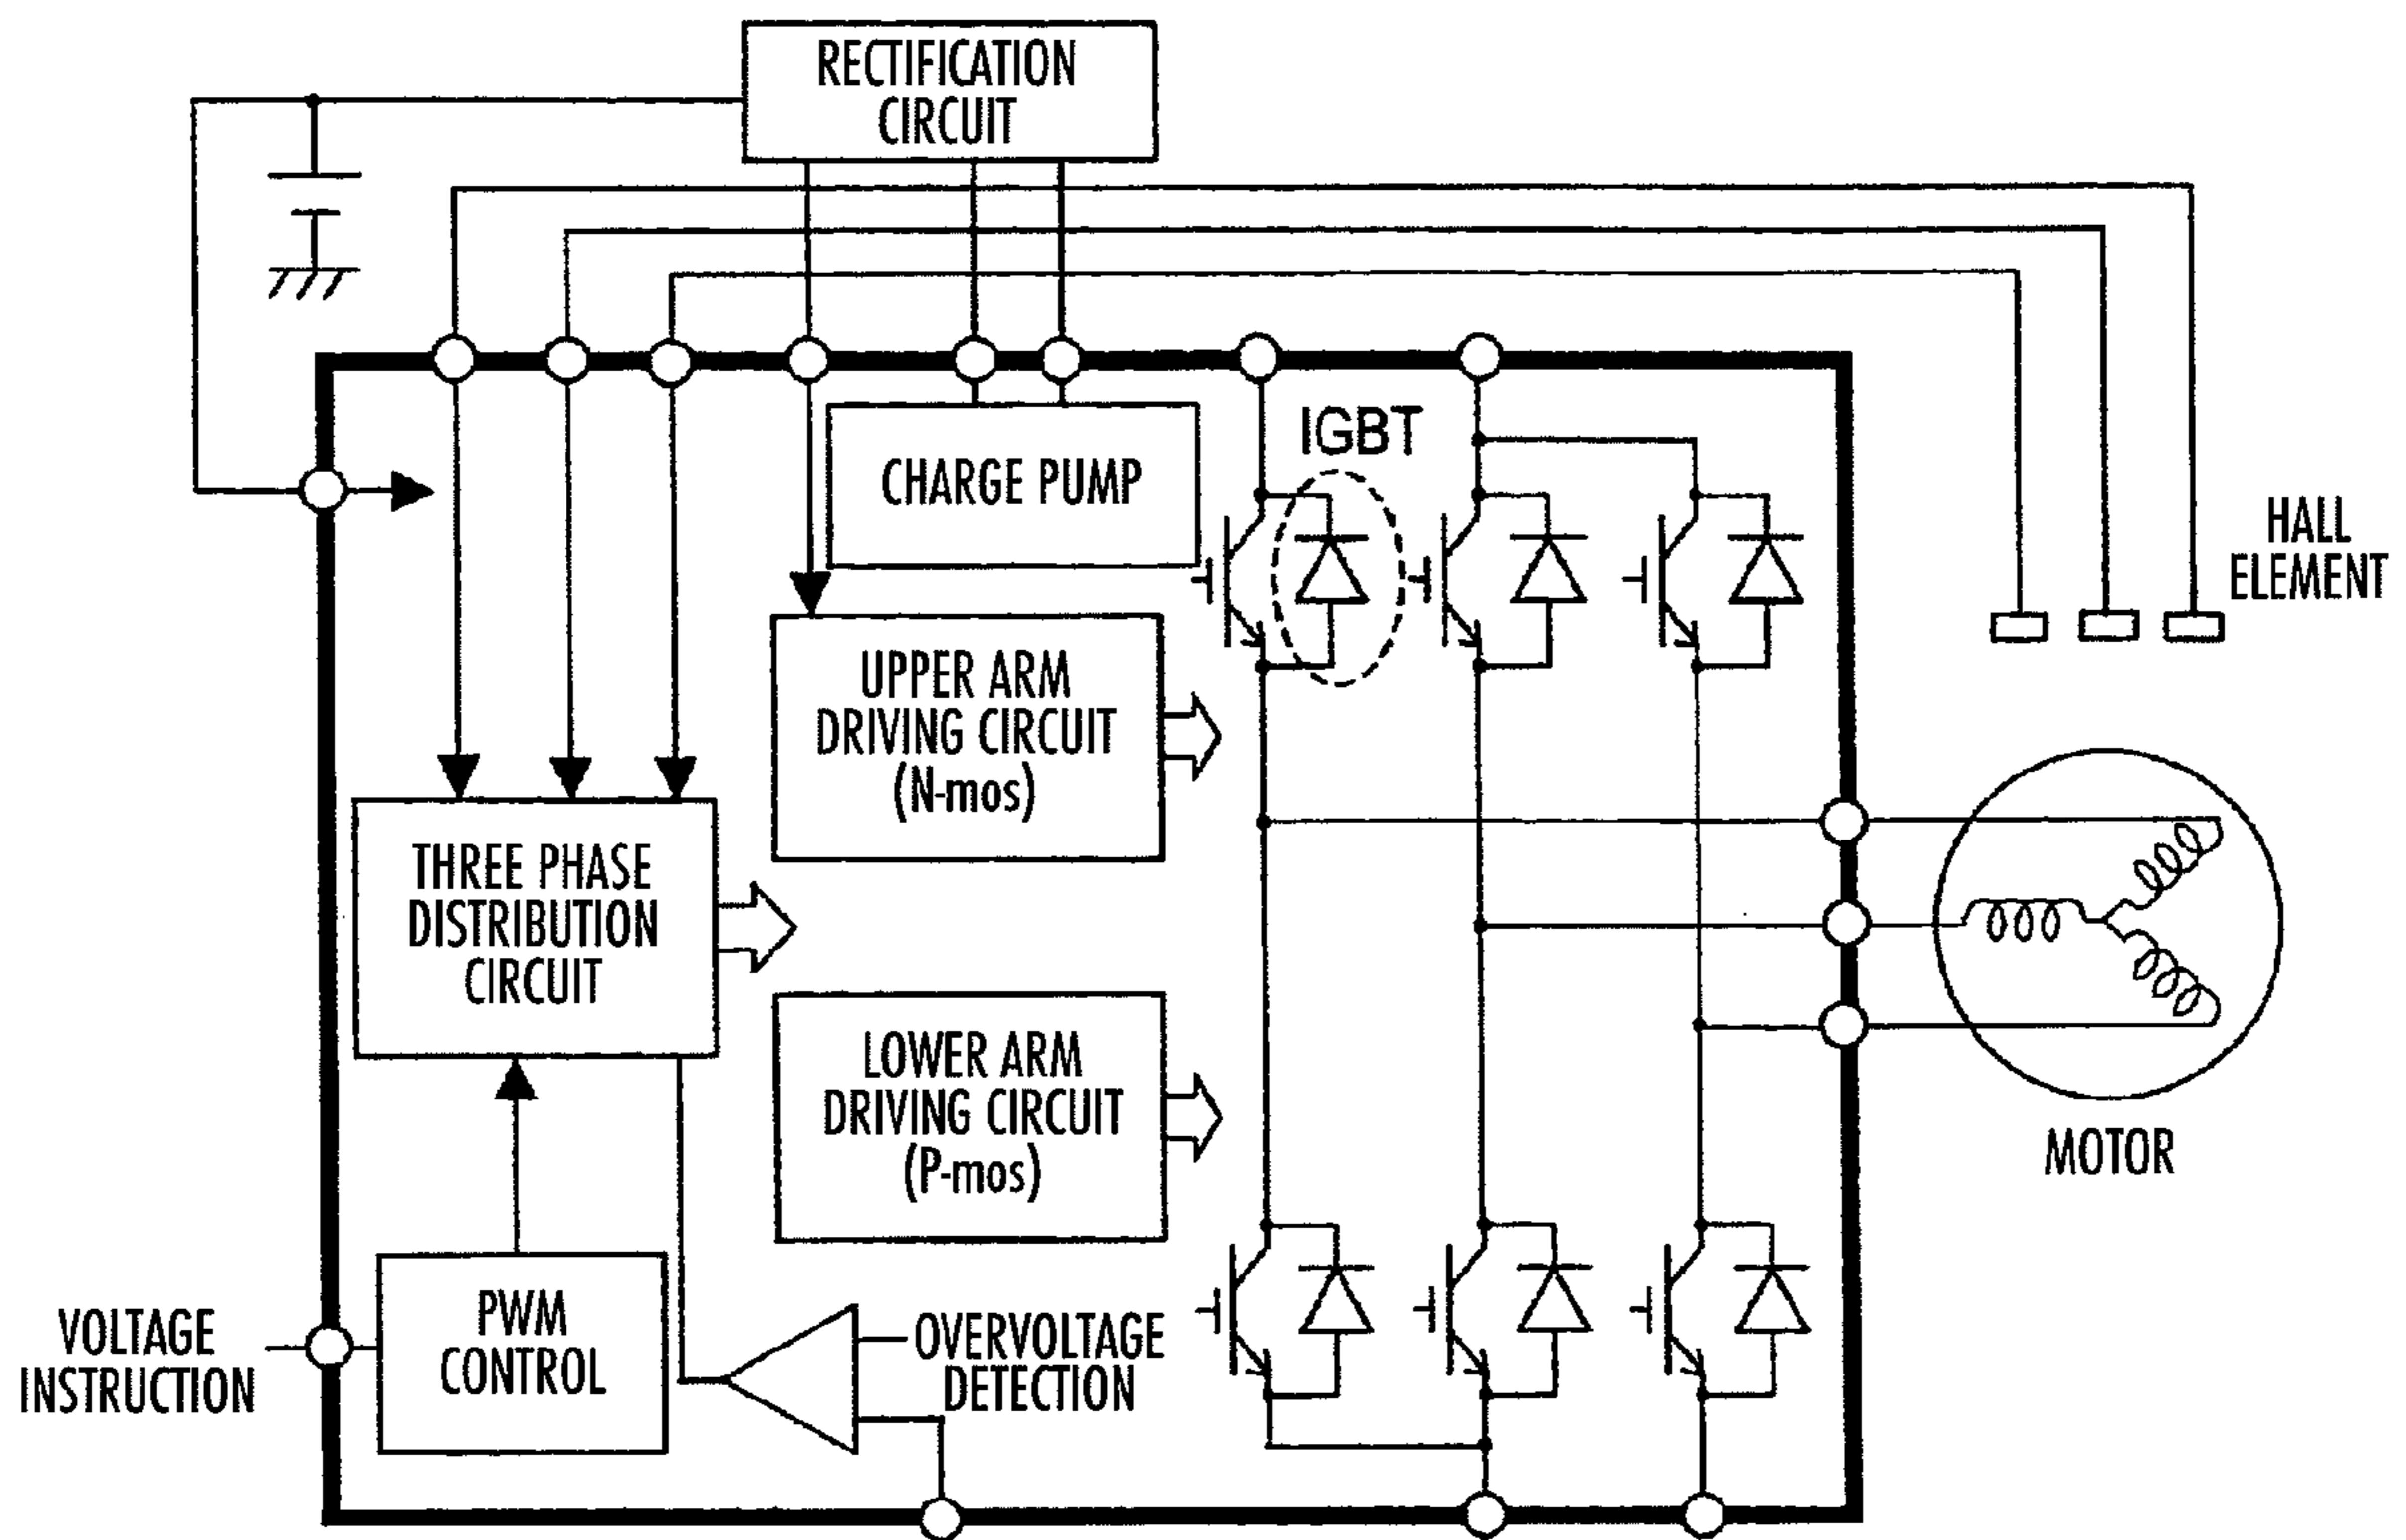 RECTIFICATION
CIRCUIT
IGBT
CHARGE PUMP
HALL
ELEMENT
UPPER ARM
DRIVING CIRCUIT
(N-mos)
THREE PHASE
DISTRIBUTION
CIRCUIT
LOWER ARM
DRIVING CIRCUIT
(P-mos)
MOTOR
VOLTAGE
INSTRUCTION
PWM
CONTROL
OVERVOLTAGE
DETECTION